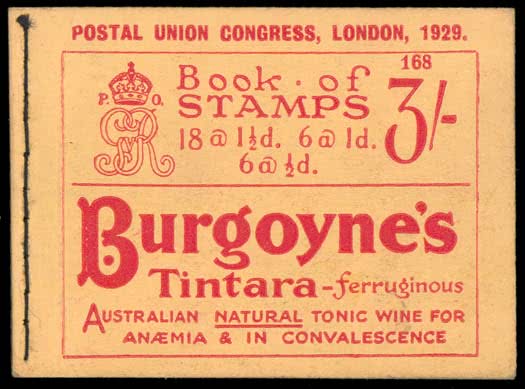 POSTAL UNION CONGRESS, LONDON, 1929.
168
P. O.
GRV
Book · of
STAMPS
3/-
18 @ 1½d. 6 @ 1d.
6 @ ½d.
Burgoyne's
Tintara - ferruginous
AUSTRALIAN NATURAL TONIC WINE FOR
ANÆMIA & IN CONVALESCENCE